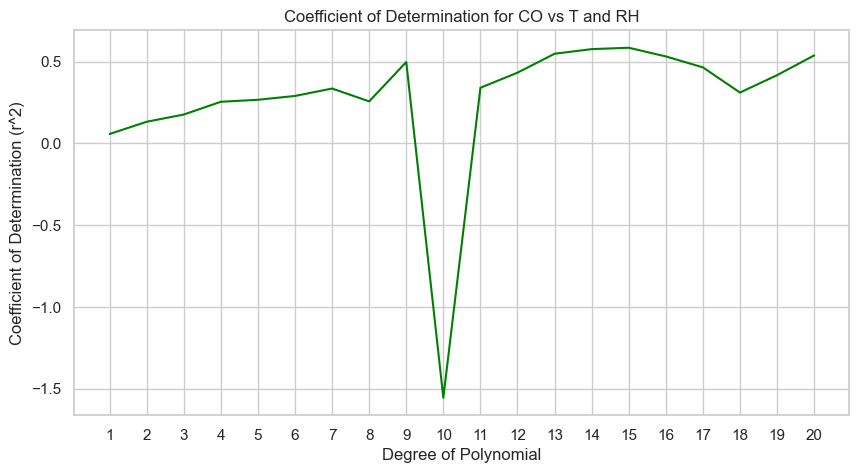 Coefficient of Determination for CO vs T and RH
Coefficient of Determination (r^2)
0.5
0.0
−0.5
−1.0
−1.5
1 2 3 4 5 6 7 8 9 10 11 12 13 14 15 16 17 18 19 20
Degree of Polynomial